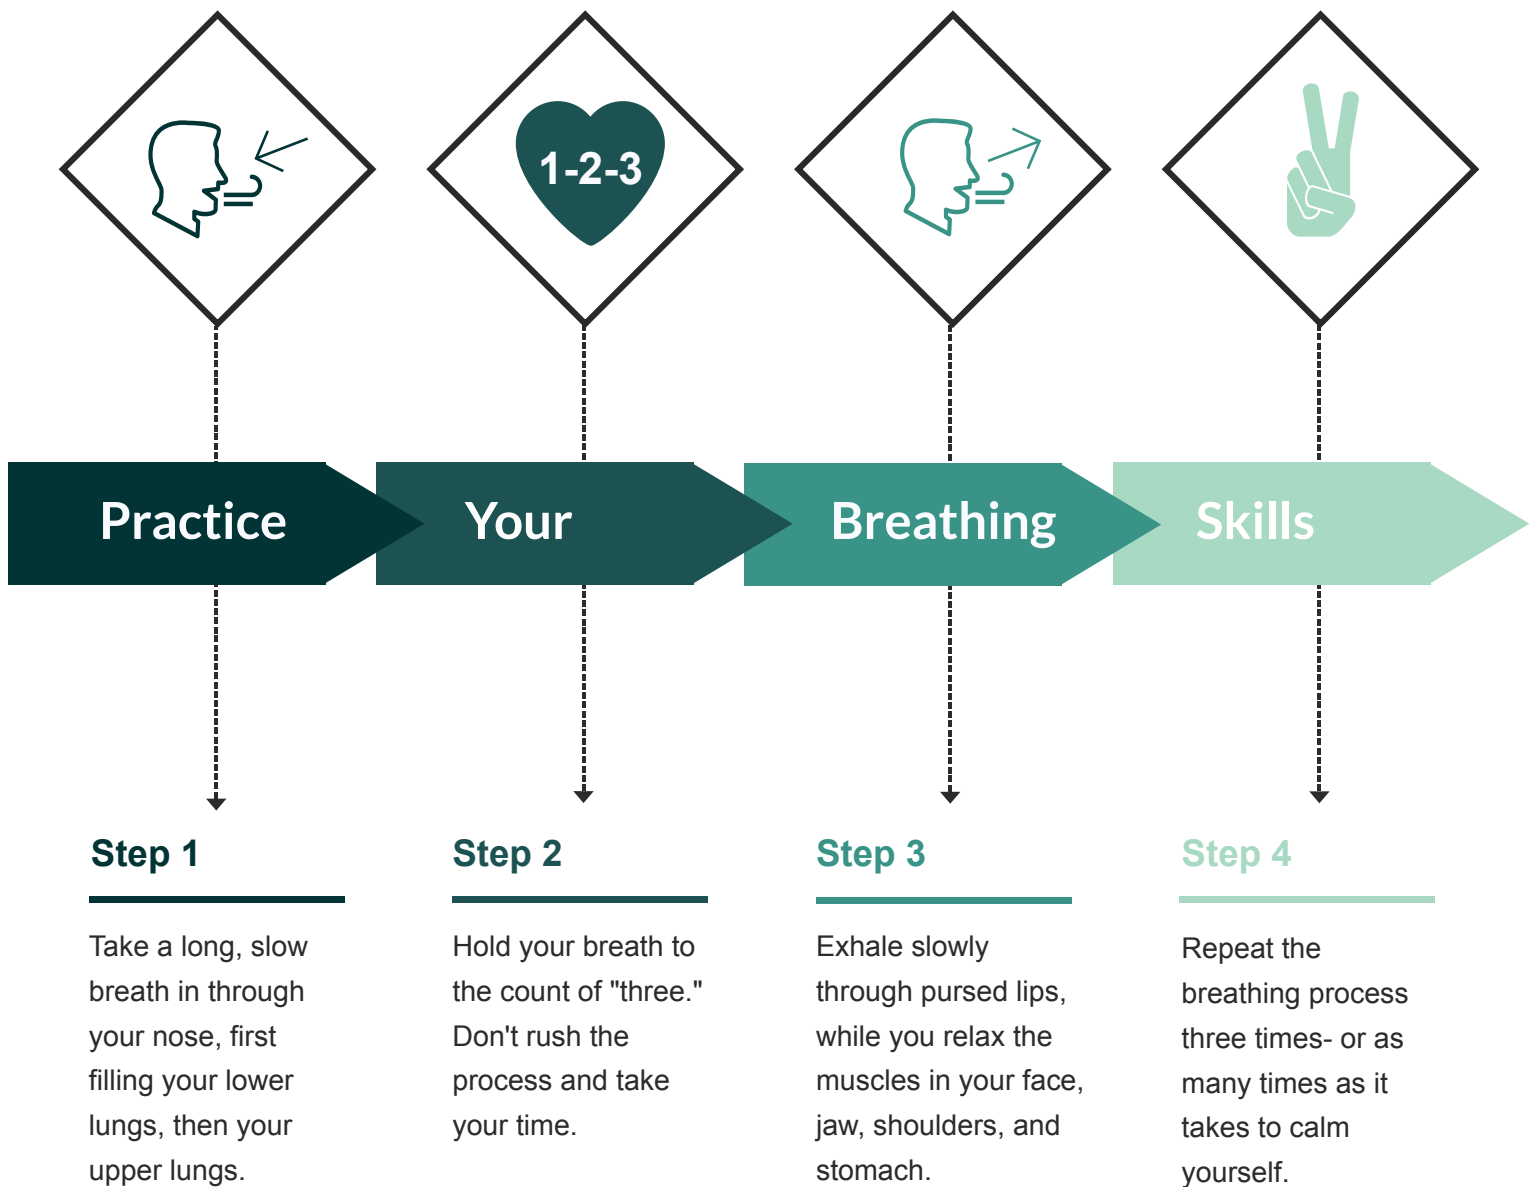 1-2-3
Practice
Your
Breathing
Skills
Step 1
Take a long, slow
breath in through
your nose, first
filling your lower
lungs, then your
upper lungs.
Step 2
Hold your breath to
the count of "three."
Don't rush the
process and take
your time.
Step 3
Exhale slowly
through pursed lips,
while you relax the
muscles in your face,
jaw, shoulders, and
stomach.
Step 4
Repeat the
breathing process
three times- or as
many times as it
takes to calm
yourself.